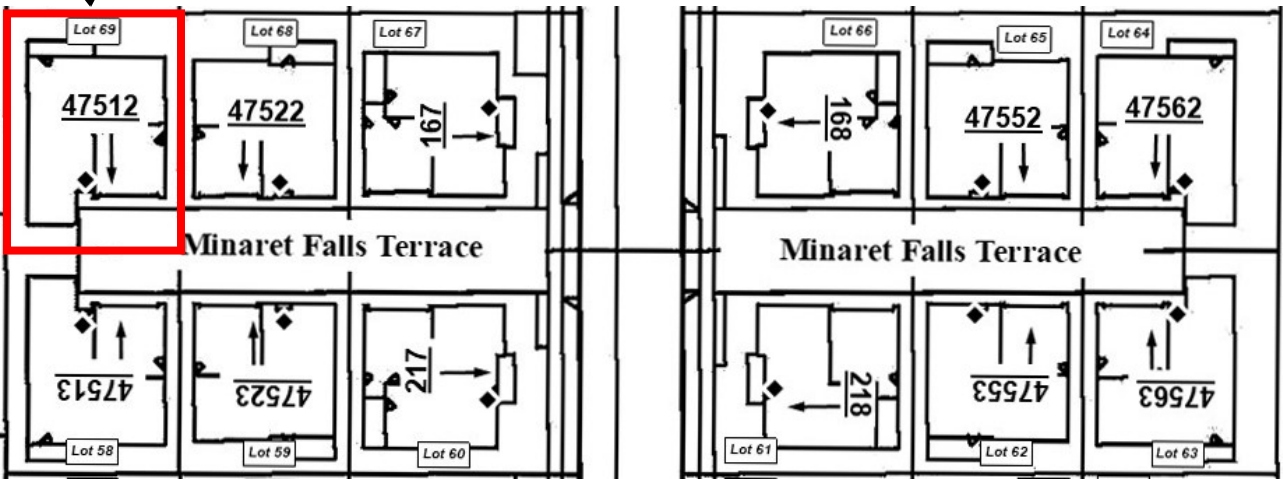 Lot 69
Lot 68
Lot 67
Lot 66
Lot 65
Lot 64
47512
47522
167
168
47552
47562
Minaret Falls Terrace
Minaret Falls Terrace
47513
47523
217
218
47553
47563
Lot 58
Lot 59
Lot 60
Lot 61
Lot 62
Lot 63